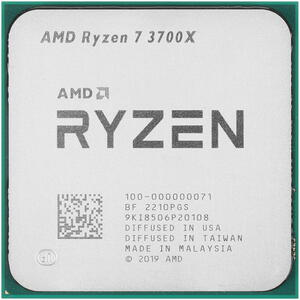 AMD Ryzen 7 3700X
AMD
RYZEN
100-000000071
BF 2210PGS
9KI8506P20108
DIFFUSED IN USA
DIFFUSED IN TAIWAN
MADE IN MALAYSIA
© 2019 AMD